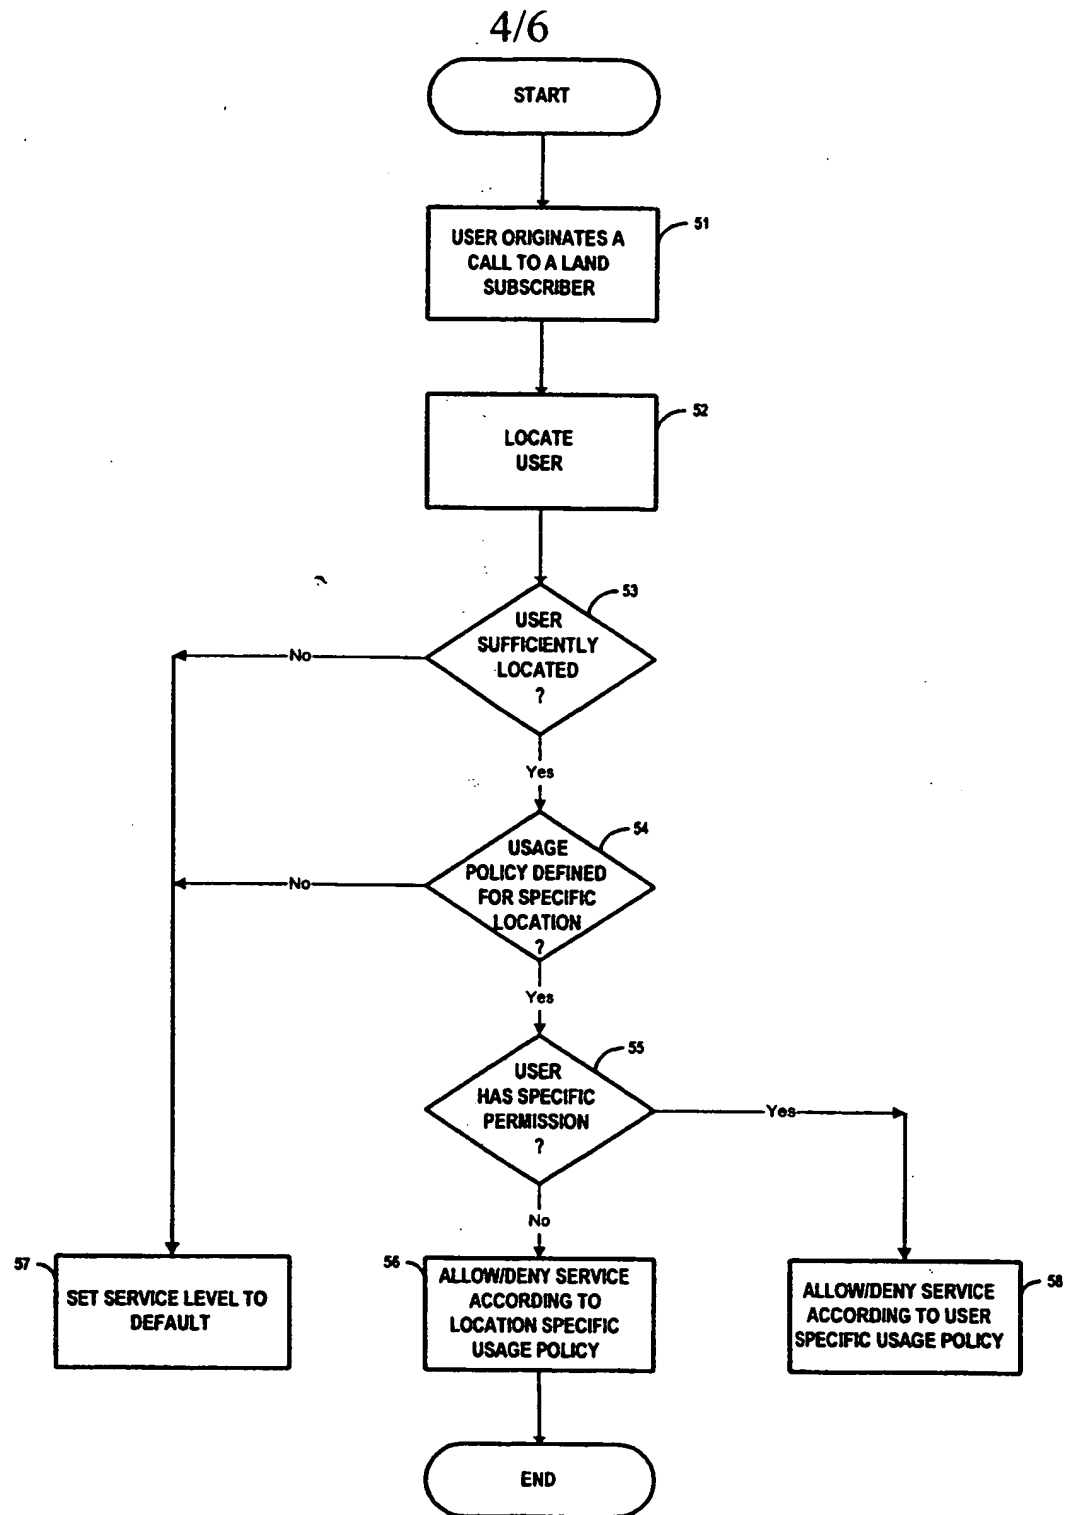 4/6
START
USER ORIGINATES A
CALL TO A LAND
SUBSCRIBER
51
LOCATE
USER
52
USER
SUFFICIENTLY
LOCATED
?
53
No
Yes
USAGE
POLICY DEFINED
FOR SPECIFIC
LOCATION
?
54
No
Yes
USER
HAS SPECIFIC
PERMISSION
?
55
Yes
No
57
SET SERVICE LEVEL TO
DEFAULT
56
ALLOW/DENY SERVICE
ACCORDING TO
LOCATION SPECIFIC
USAGE POLICY
58
ALLOW/DENY SERVICE
ACCORDING TO USER
SPECIFIC USAGE POLICY
END